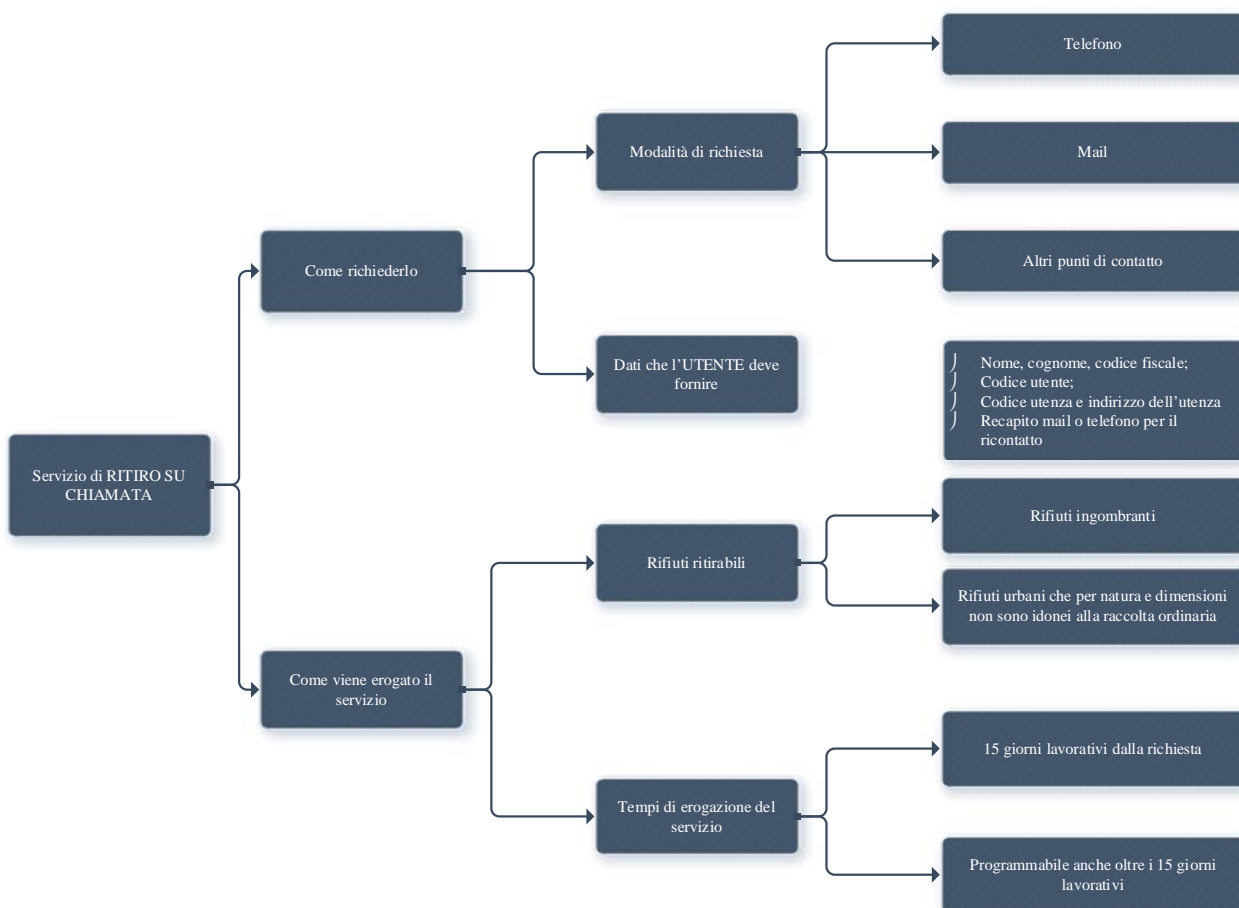 Servizio di RITIRO SU
CHIAMATA
Come richiederlo
Modalità di richiesta
Telefono
Mail
Altri punti di contatto
Dati che l'UTENTE deve
fornire
Nome, cognome, codice fiscale;
Codice utente;
Codice utenza e indirizzo dell'utenza
Recapito mail o telefono per il
ricontatto
Come viene erogato il
servizio
Rifiuti ritirabili
Rifiuti ingombranti
Rifiuti urbani che per natura e dimensioni
non sono idonei alla raccolta ordinaria
Tempi di erogazione del
servizio
15 giorni lavorativi dalla richiesta
Programmabile anche oltre i 15 giorni
lavorativi